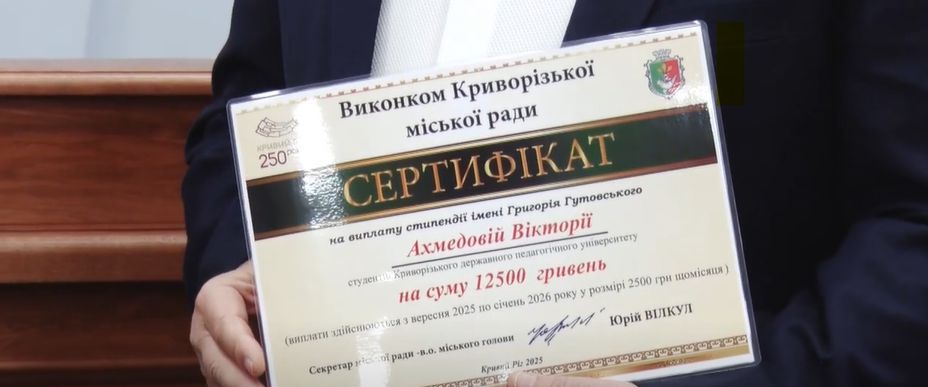 Виконком Криворізької
міської ради
КРИВИЙ
250 років
СЕРТИФІКАТ
на виплату стипендії імені Григорія Гутовського
Ахмедовій Вікторії
Криворізького державного педагогічного університету
на суму 12500 гривень
(виплати здійснюються з вересня 2025 по січень 2026 року у розмірі 2500 грн щомісяця )
Секретар міської ради -в.о. міського голови Юрій ВІЛКУЛ
Кривий Ріг 2025